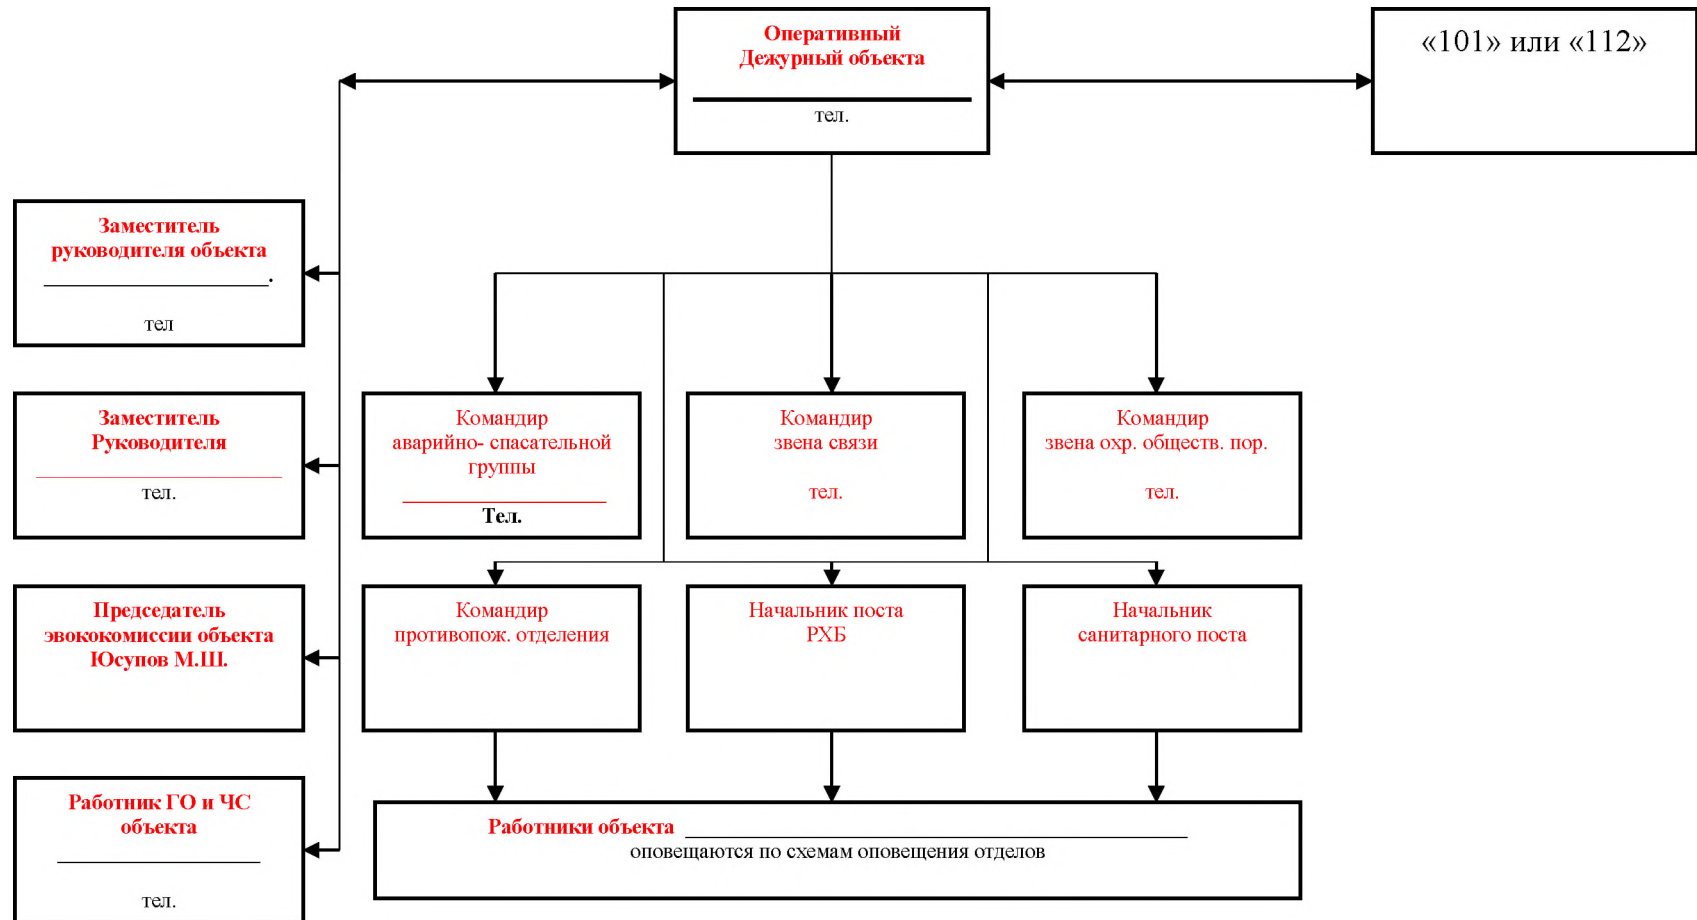 Оперативный
Дежурный объекта
тел.
«101» или «112»
Заместитель
руководителя объекта
.
тел
Заместитель
Руководителя
тел.
Командир
аварийно- спасательной
группы
Тел.
Командир
звена связи
тел.
Командир
звена охр. обществ. пор.
тел.
Председатель
эвококомиссии объекта
Юсупов М.Ш.
Командир
противопож. отделения
Начальник поста
РХБ
Начальник
санитарного поста
Работник ГО и ЧС
объекта
тел.
Работники объекта
оповещаются по схемам оповещения отделов